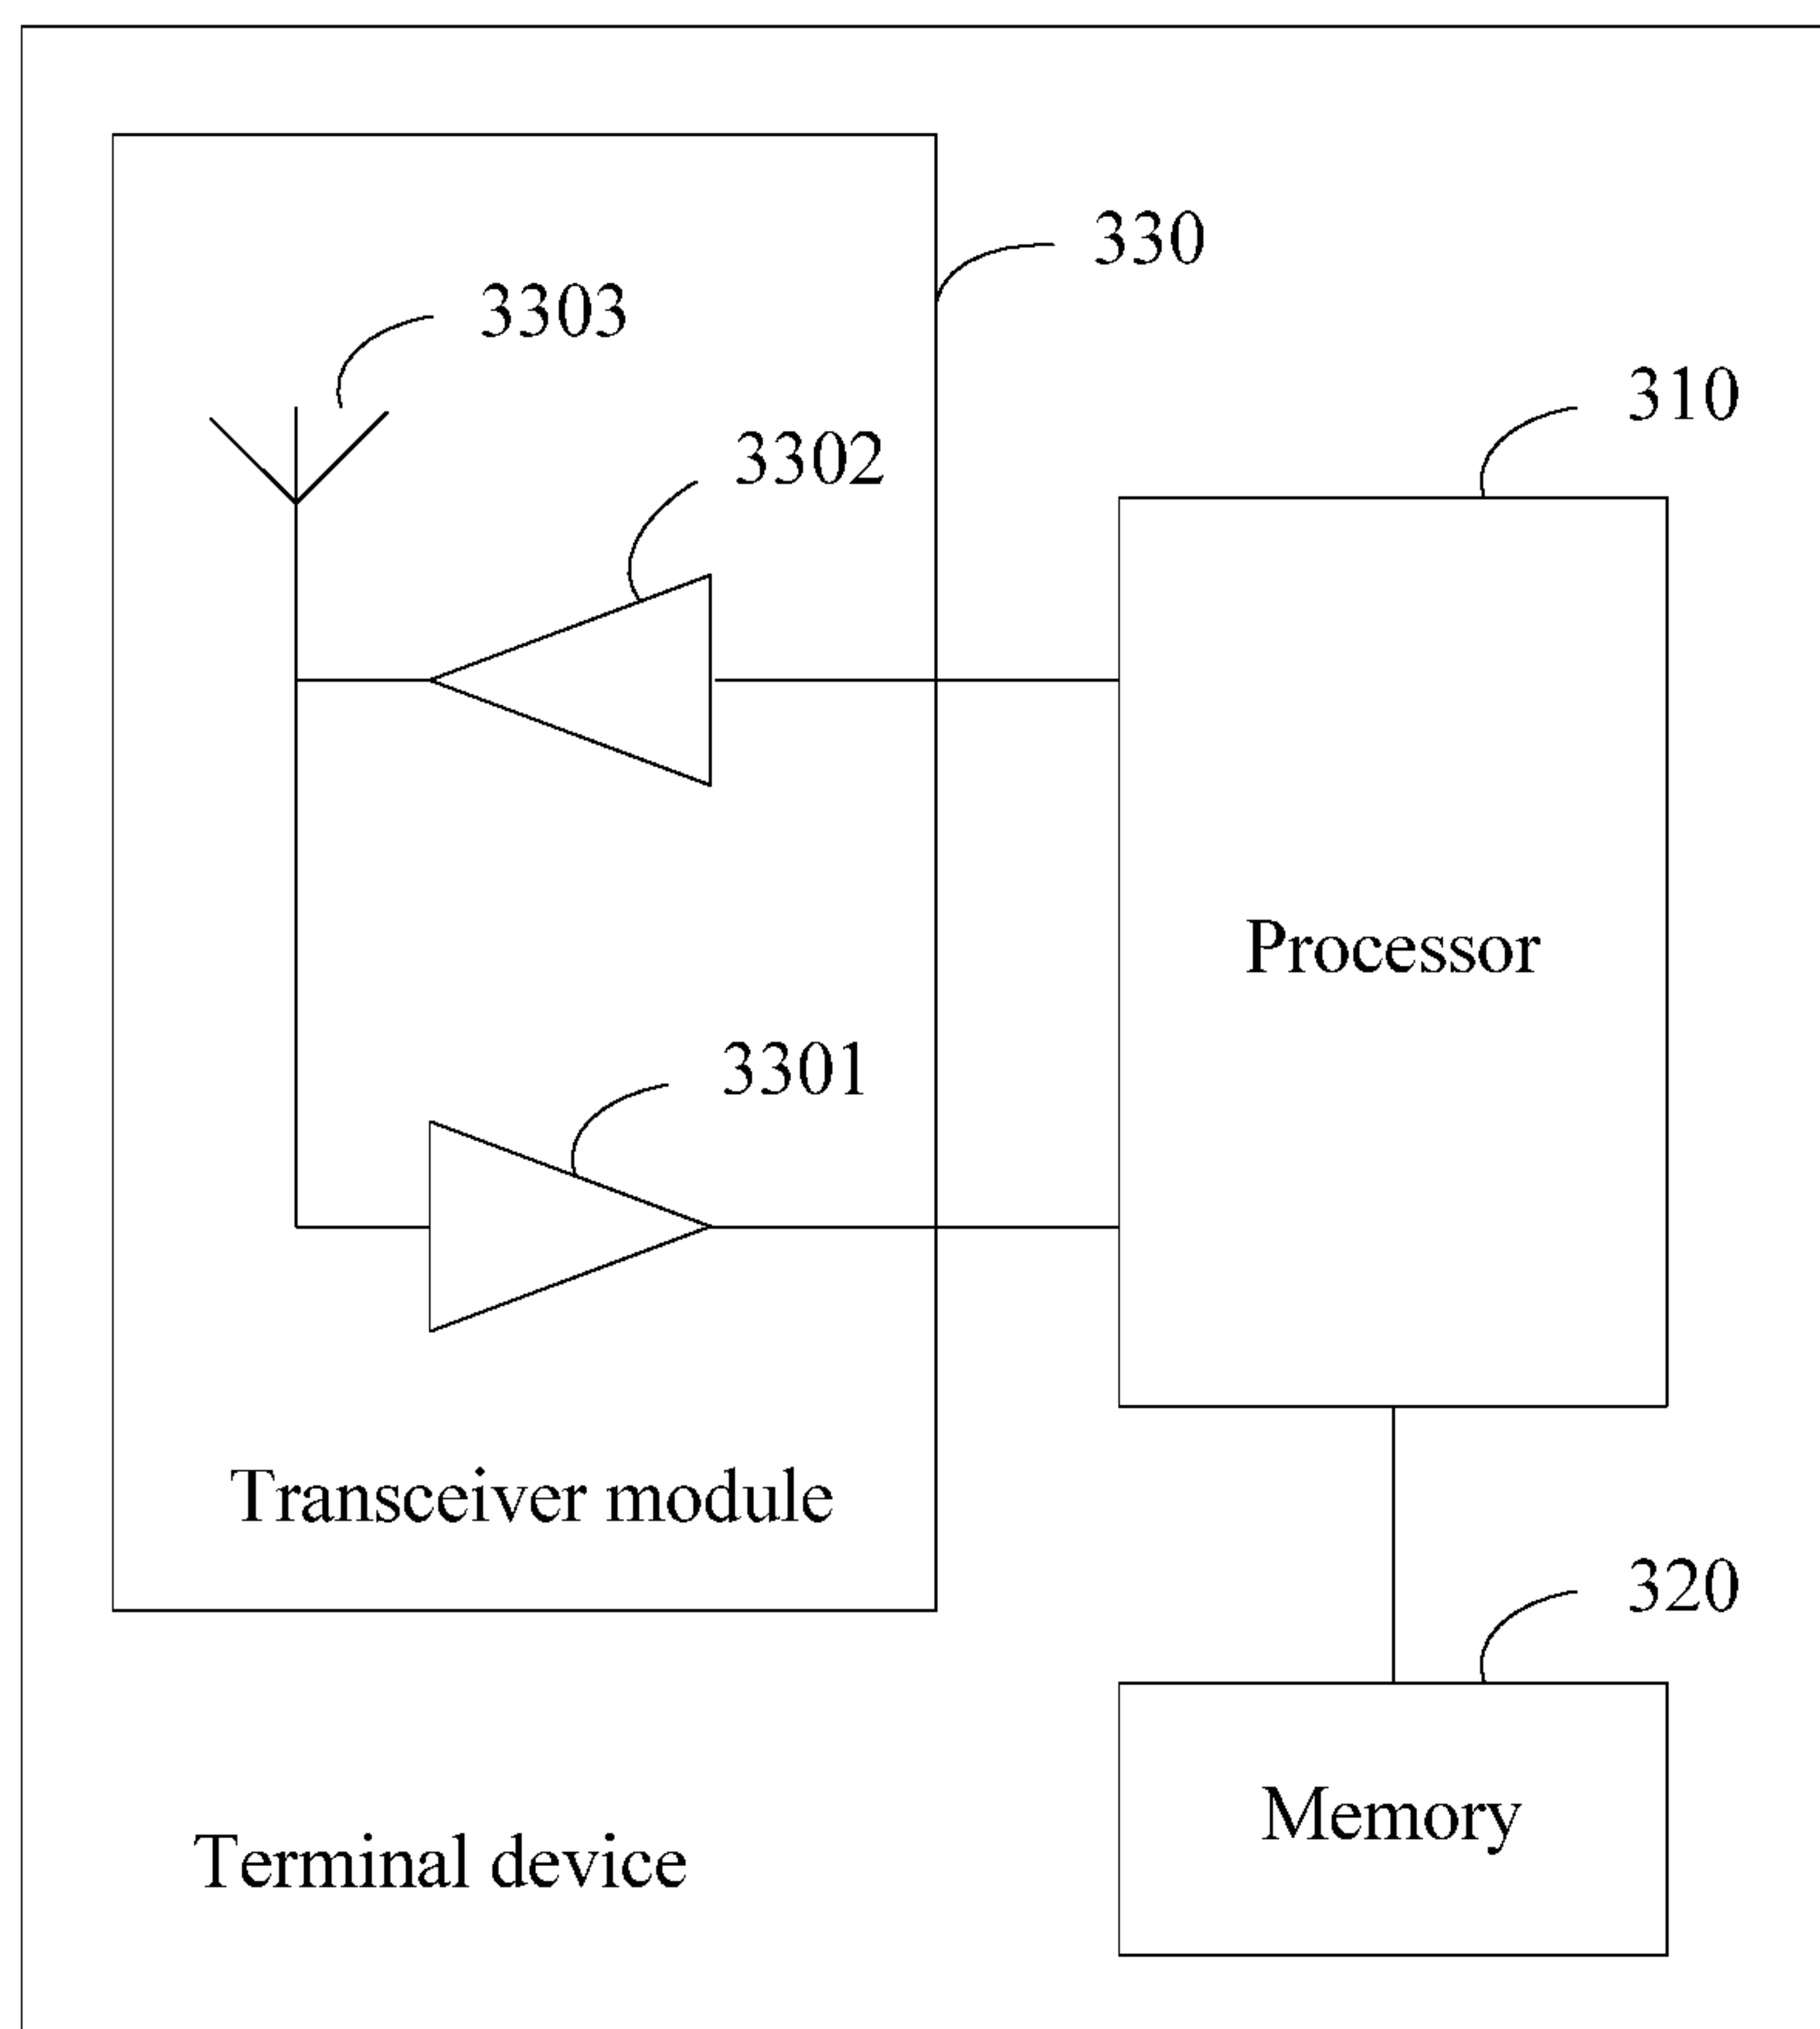 330
3303
310
3302
Processor
3301
Transceiver module
320
Memory
Terminal device